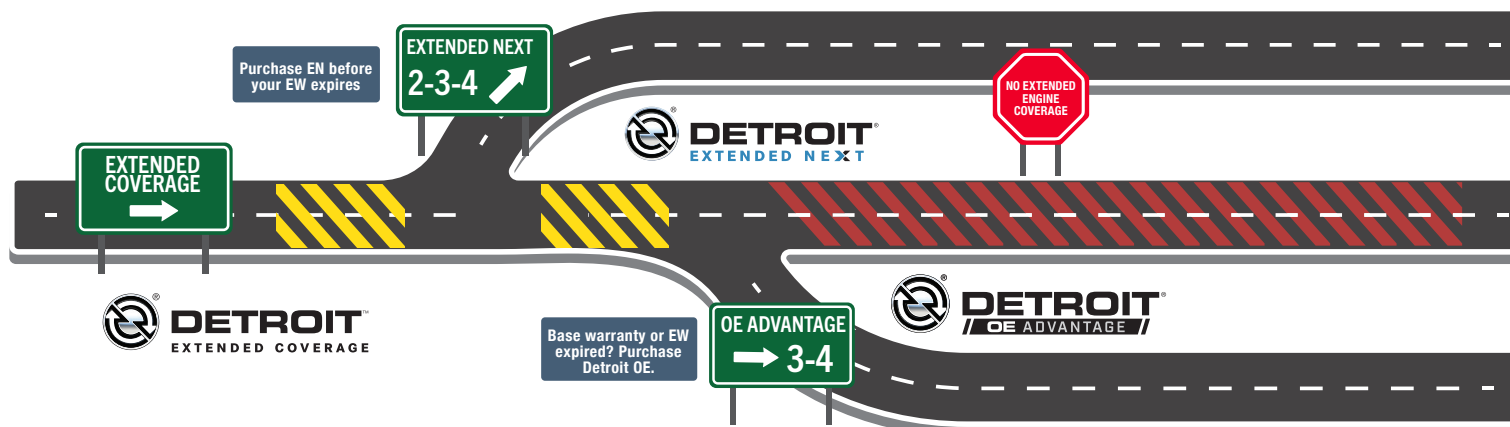 EXTENDED NEXT
2-3-4
Purchase EN before
your EW expires
NO EXTENDED
ENGINE
COVERAGE
DETROIT®
EXTENDED NEXT
EXTENDED
COVERAGE
DETROIT™
EXTENDED COVERAGE
OE ADVANTAGE
3-4
Base warranty or EW
expired? Purchase
Detroit OE.
DETROIT®
OE ADVANTAGE